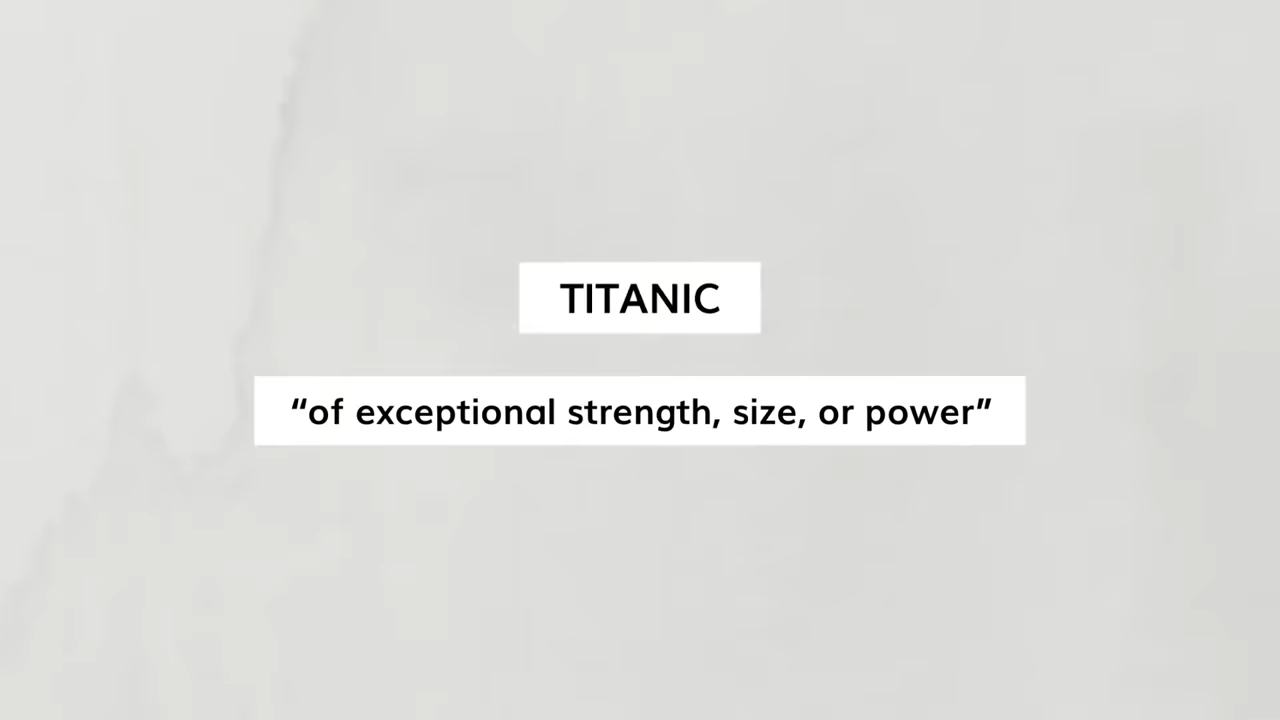 TITANIC
“of exceptional strength, size, or power”